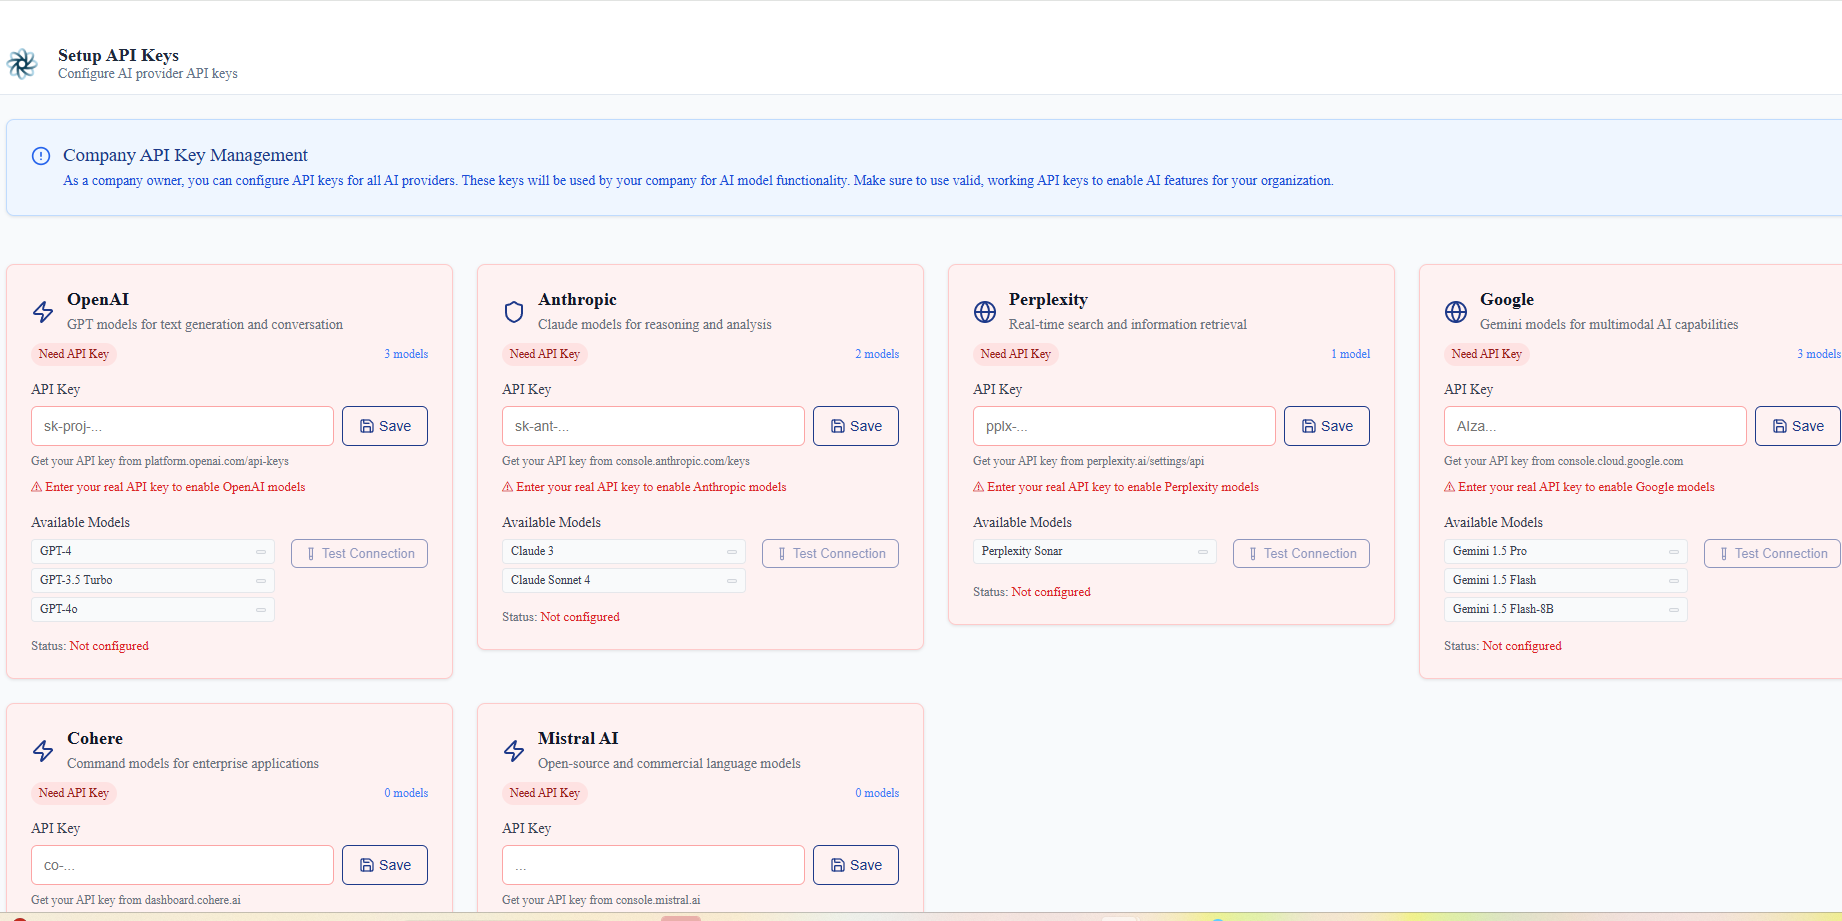 Setup API Keys
Configure AI provider API keys
Company API Key Management
As a company owner, you can configure API keys for all AI providers. These keys will be used by your company for AI model functionality. Make sure to use valid, working API keys to enable AI features for your organization.
OpenAI
GPT models for text generation and conversation
Need API Key
3 models
API Key
sk-proj-...
Save
Get your API key from platform.openai.com/api-keys
⚠ Enter your real API key to enable OpenAI models
Available Models
GPT-4
Test Connection
GPT-3.5 Turbo
GPT-4o
Status: Not configured
Anthropic
Claude models for reasoning and analysis
Need API Key
2 models
API Key
sk-ant-...
Save
Get your API key from console.anthropic.com/keys
⚠ Enter your real API key to enable Anthropic models
Available Models
Claude 3
Test Connection
Claude Sonnet 4
Status: Not configured
Perplexity
Real-time search and information retrieval
Need API Key
1 model
API Key
pplx-...
Save
Get your API key from perplexity.ai/settings/api
⚠ Enter your real API key to enable Perplexity models
Available Models
Perplexity Sonar
Test Connection
Status: Not configured
Google
Gemini models for multimodal AI capabilities
Need API Key
3 models
API Key
AIza...
Save
Get your API key from console.cloud.google.com
⚠ Enter your real API key to enable Google models
Available Models
Gemini 1.5 Pro
Test Connection
Gemini 1.5 Flash
Gemini 1.5 Flash-8B
Status: Not configured
Cohere
Command models for enterprise applications
Need API Key
0 models
API Key
co-...
Save
Get your API key from dashboard.cohere.ai
Mistral AI
Open-source and commercial language models
Need API Key
0 models
API Key
...
Save
Get your API key from console.mistral.ai